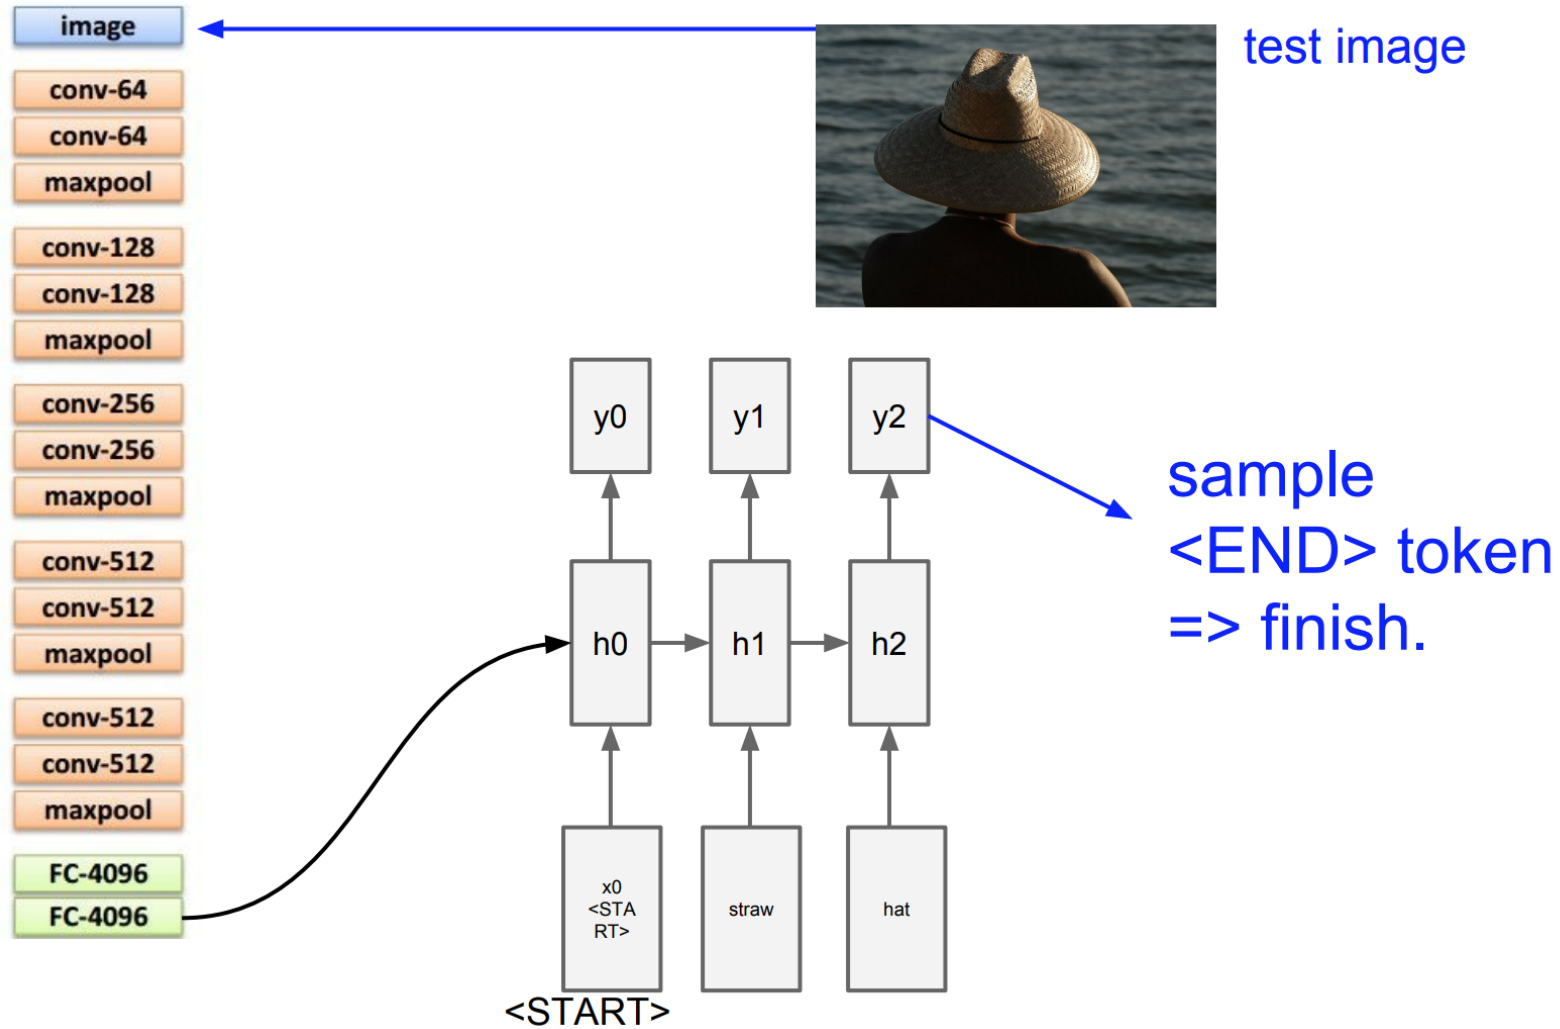 image
conv-64
conv-64
maxpool
conv-128
conv-128
maxpool
conv-256
conv-256
maxpool
conv-512
conv-512
maxpool
conv-512
conv-512
maxpool
FC-4096
FC-4096
test image
y0
y1
y2
sample
<END> token
=> finish.
h0
h1
h2
x0
<STA
RT>
straw
hat
<START>